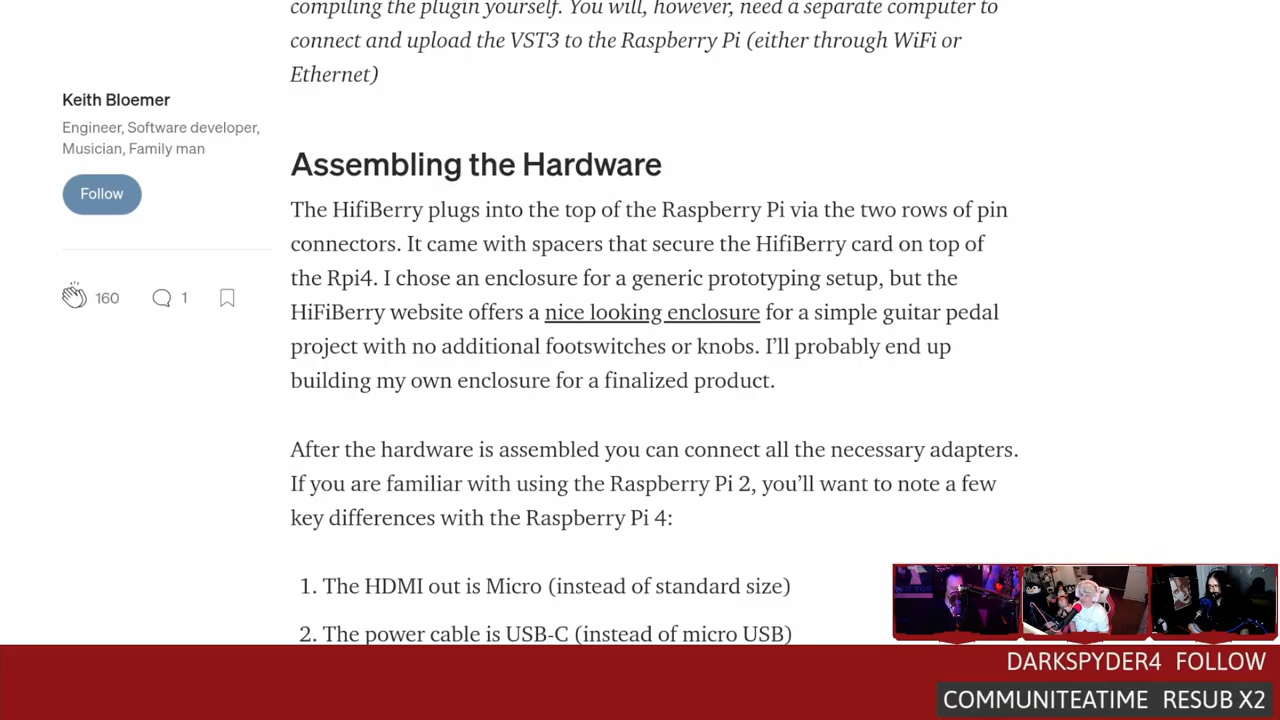 compiling the plugin yourself. You will, however, need a separate computer to
connect and upload the VST3 to the Raspberry Pi (either through WiFi or
Ethernet)
Keith Bloemer
Engineer, Software developer,
Musician, Family man
Follow
160
1
Assembling the Hardware
The HifiBerry plugs into the top of the Raspberry Pi via the two rows of pin
connectors. It came with spacers that secure the HifiBerry card on top of
the Rpi4. I chose an enclosure for a generic prototyping setup, but the
HiFiBerry website offers a nice looking enclosure for a simple guitar pedal
project with no additional footswitches or knobs. I’ll probably end up
building my own enclosure for a finalized product.
After the hardware is assembled you can connect all the necessary adapters.
If you are familiar with using the Raspberry Pi 2, you’ll want to note a few
key differences with the Raspberry Pi 4:
1. The HDMI out is Micro (instead of standard size)
2. The power cable is USB-C (instead of micro USB)
DARKSPYDER4 FOLLOW
COMMUNITEATIME RESUB X2